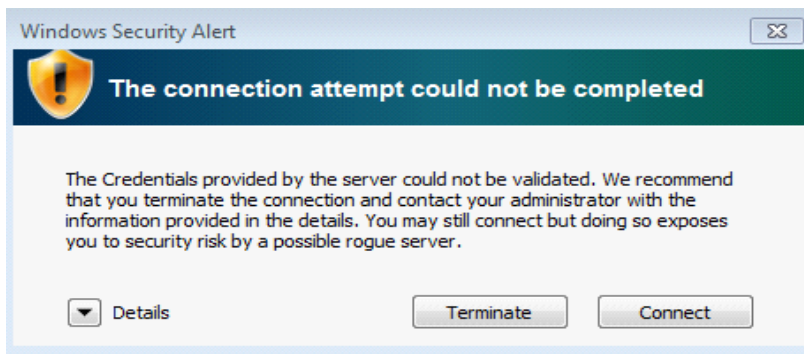 Windows Security Alert
The connection attempt could not be completed
The Credentials provided by the server could not be validated. We recommend
that you terminate the connection and contact your administrator with the
information provided in the details. You may still connect but doing so exposes
you to security risk by a possible rogue server.
Details Terminate Connect